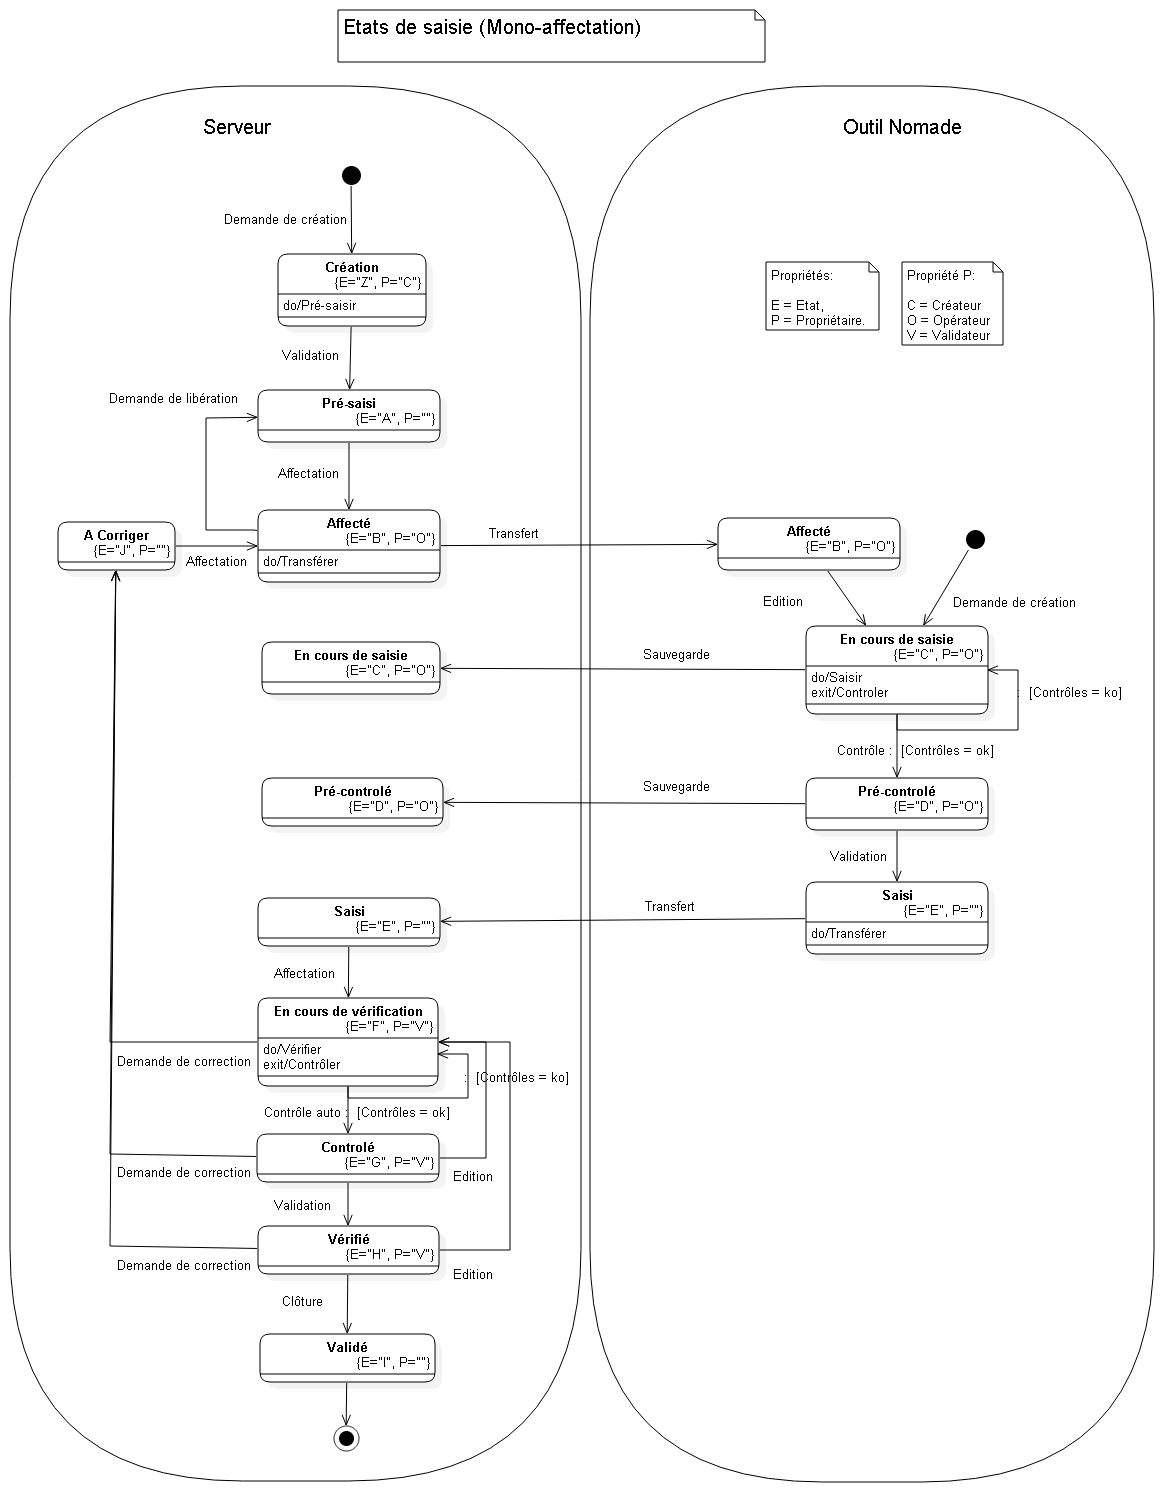 Etats de saisie (Mono-affectation)
Serveur
Demande de création
Création
{E="Z", P="C"}
do/Pré-saisir
Validation
Demande de libération
Pré-saisi
{E="A", P=""}
Affectation
A Corriger
{E="J", P=""}
Affectation
Affecté
{E="B", P="O"}
do/Transférer
Transfert
En cours de saisie
{E="C", P="O"}
Sauvegarde
Pré-controlé
{E="D", P="O"}
Sauvegarde
Saisi
{E="E", P=""}
Transfert
Affectation
En cours de vérification
{E="F", P="V"}
do/Vérifier
exit/Contrôler
Demande de correction
: [Contrôles = ko]
Contrôle auto : [Contrôles = ok]
Controlé
{E="G", P="V"}
Demande de correction
Edition
Validation
Vérifié
{E="H", P="V"}
Demande de correction
Edition
Clôture
Validé
{E="I", P=""}
Outil Nomade
Propriétés:
E = Etat,
P = Propriétaire.
Propriété P:
C = Créateur
O = Opérateur
V = Validateur
Affecté
{E="B", P="O"}
Edition
Demande de création
En cours de saisie
{E="C", P="O"}
do/Saisir
exit/Controler
: [Contrôles = ko]
Contrôle : [Contrôles = ok]
Pré-controlé
{E="D", P="O"}
Validation
Saisi
{E="E", P=""}
do/Transférer